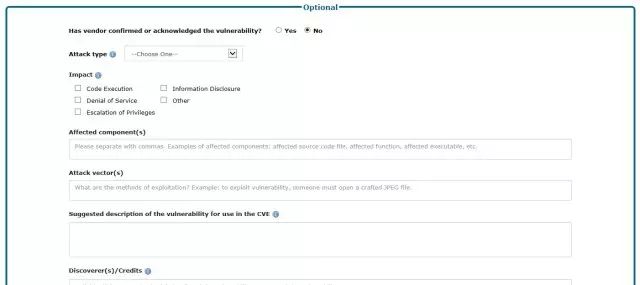 Optional
Has vendor confirmed or acknowledged the vulnerability? Yes No
Attack type --Choose One--
Impact
Code Execution Information Disclosure
Denial of Service Other
Escalation of Privileges
Affected component(s)
Please separate with commas. Examples of affected components: affected source code file, affected function, affected executable, etc.
Attack vector(s)
What are the methods of exploitation? Example: to exploit vulnerability, someone must open a crafted JPEG file.
Suggested description of the vulnerability for use in the CVE
Discoverer(s)/Credits